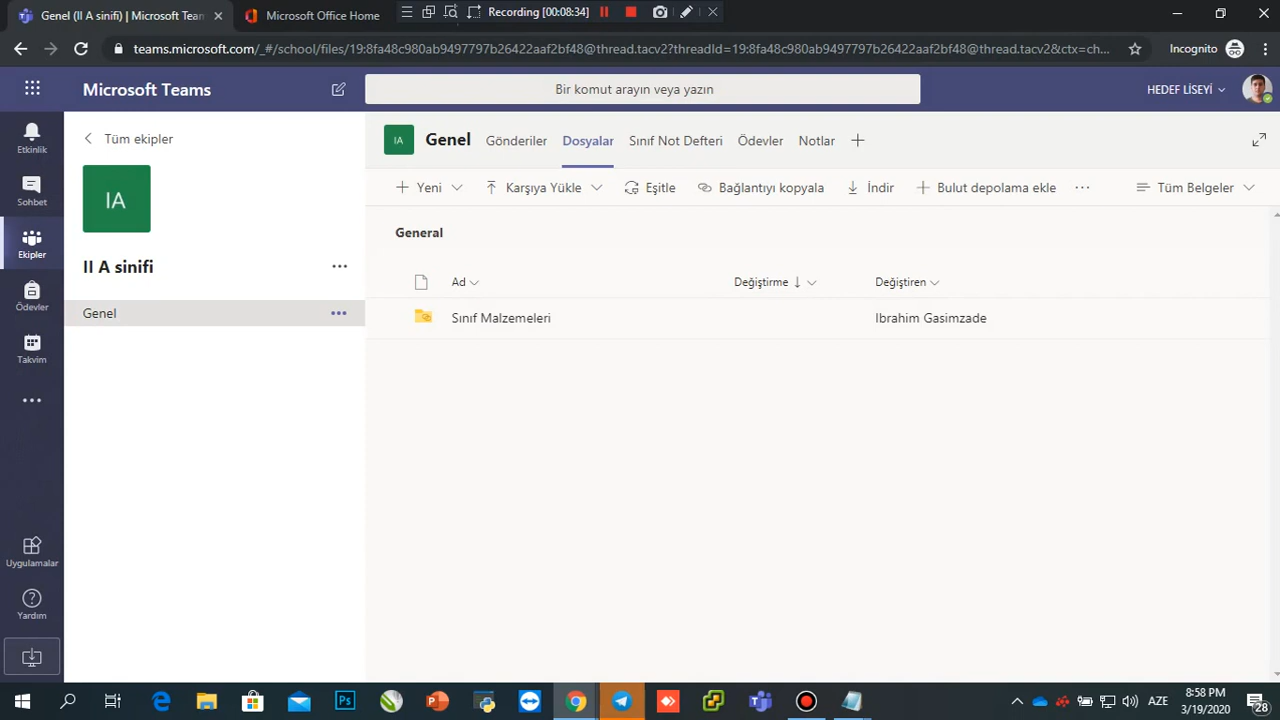 Genel (II A sinifi) | Microsoft Tear
Microsoft Office Home
Recording [00:08:34]
teams.microsoft.com/_#/school/files/19:8fa48c980ab9497797b26422aaf2bf48@thread.tacv2?threadId=19:8fa48c980ab9497797b26422aaf2bf48@thread.tacv2&ctx=ch...
Incognito
Microsoft Teams
Bir komut arayın veya yazın
HEDEF LİSEYİ
Etkinlik
Sohbet
Ekipler
Ödevler
Takvim
Uygulamalar
Yardım
Tüm ekipler
IA
II A sinifi
Genel
IA
Genel
Gönderiler
Dosyalar
Sınıf Not Defteri
Ödevler
Notlar
Yeni
Karşıya Yükle
Eşitle
Bağlantıyı kopyala
İndir
Bulut depolama ekle
Tüm Belgeler
General
Ad
Değiştirme
Değiştiren
Sınıf Malzemeleri
Ibrahim Gasimzade
Ps
AZE
8:58 PM
3/19/2020
28